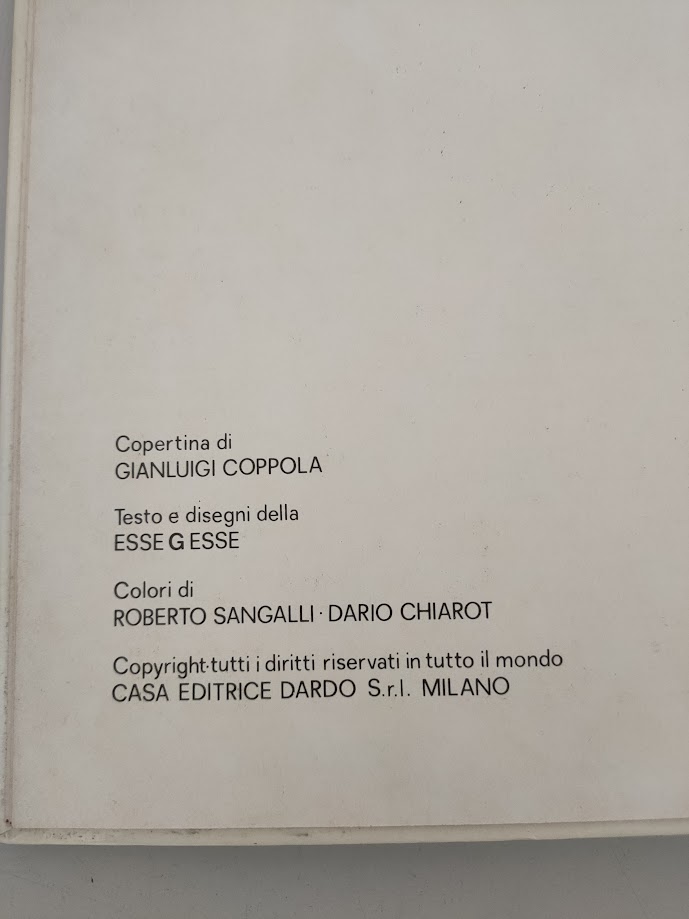 Copertina di
GIANLUIGI COPPOLA
Testo e disegni della
ESSE G ESSE
Colori di
ROBERTO SANGALLI · DARIO CHIAROT
Copyright·tutti i diritti riservati in tutto il mondo
CASA EDITRICE DARDO S.r.l. MILANO